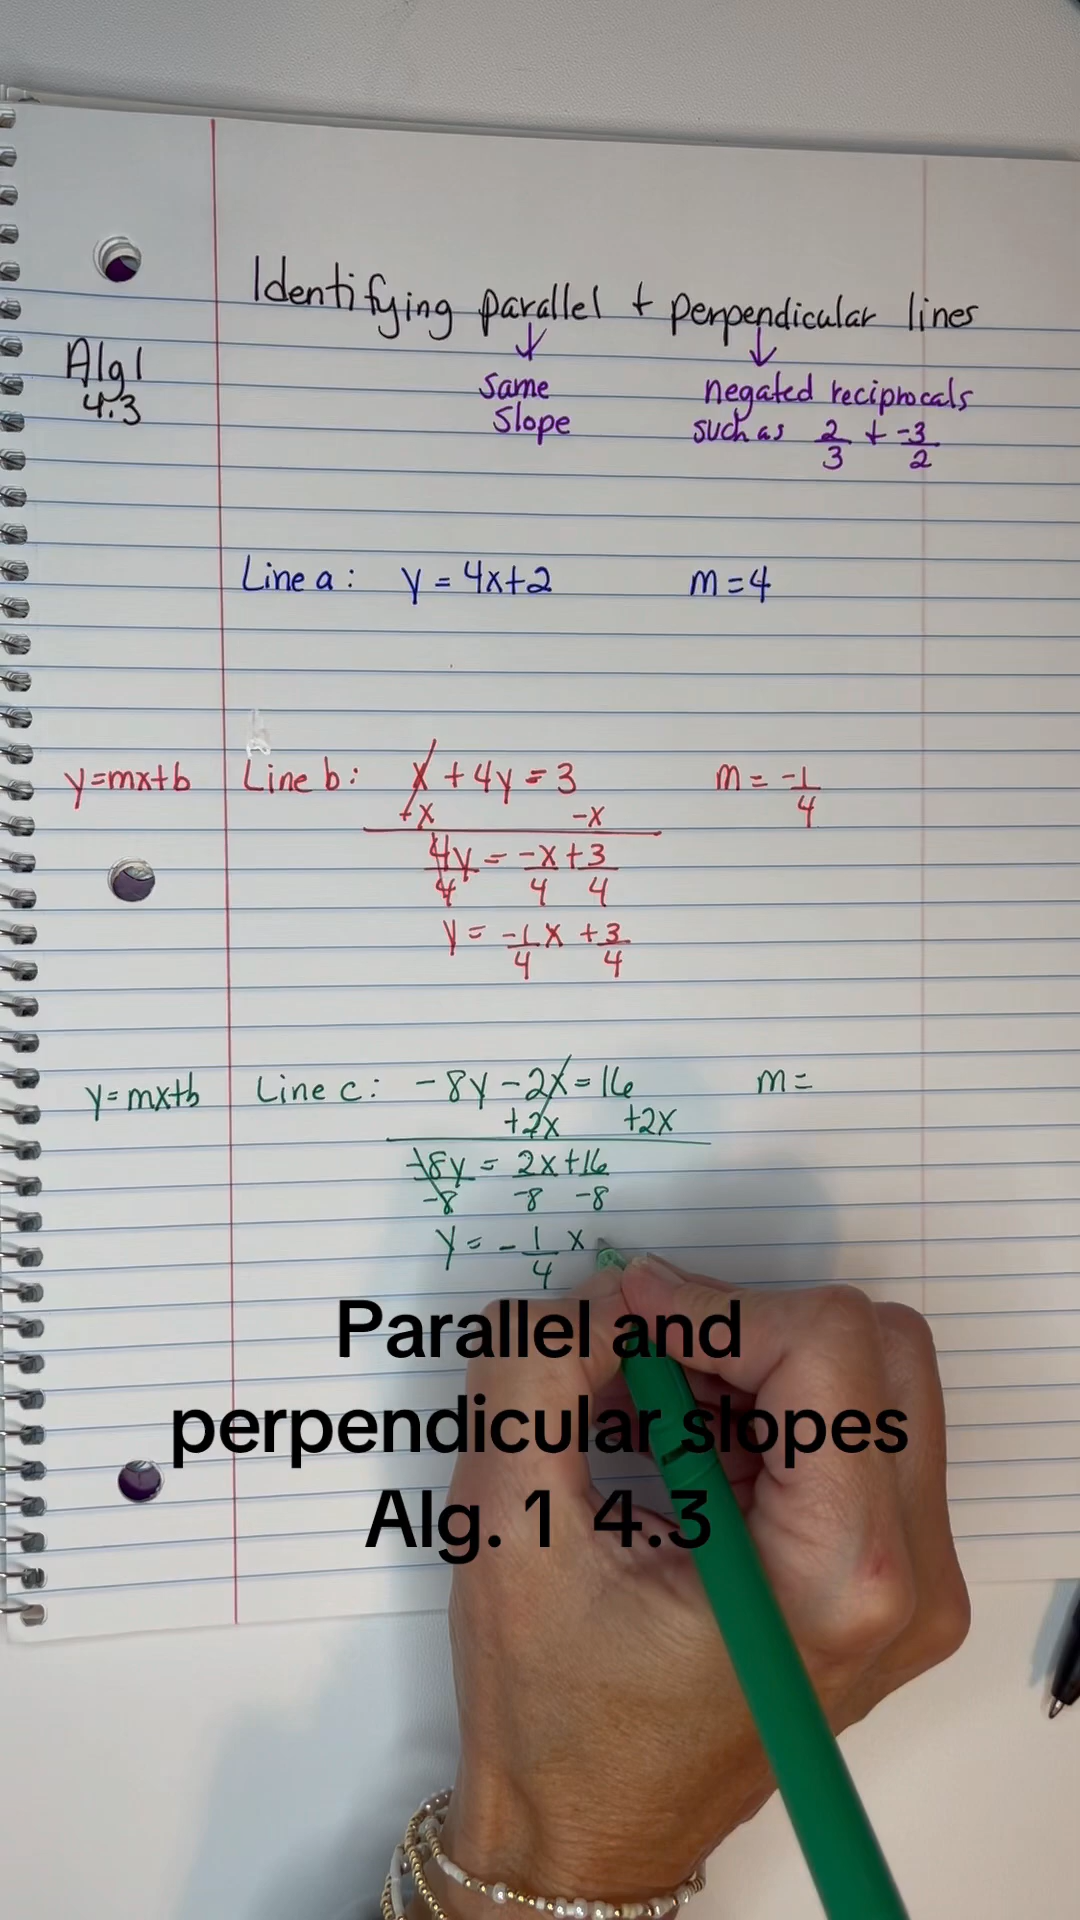 Identifying parallel + perpendicular lines
Alg 1
4.3
same
slope
negated reciprocals
such as 2/3 + -3/2
Line a: y = 4x+2 m = 4
y=mx+b Line b: x + 4y = 3 m = -1/4
-x -x
4y/4 = -x/4 + 3/4
y = -1/4 x + 3/4
y=mx+b Line c: -8y - 2x = 16 m =
+2x +2x
-8y/-8 = 2x/-8 + 16/-8
y = - 1/4 x
Parallel and
perpendicular slopes
Alg. 1 4.3